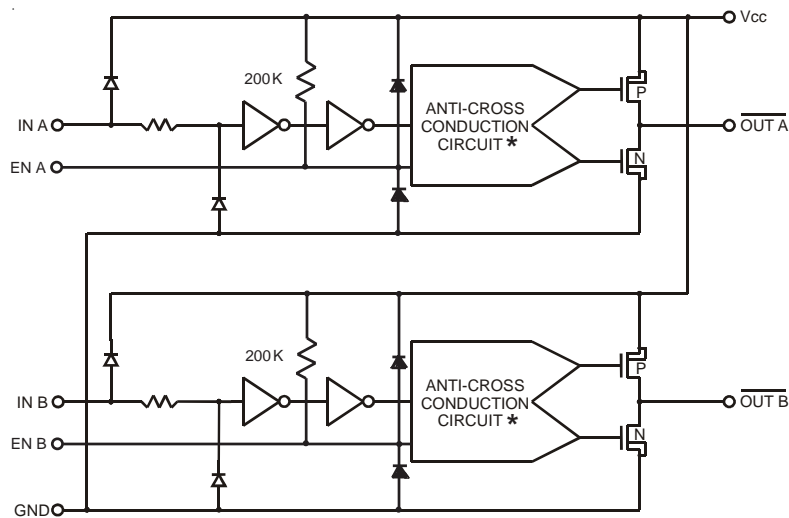 Vcc
200K
P
IN A
ANTI-CROSS
CONDUCTION
CIRCUIT *
OUT A
EN A
N
200K
P
IN B
ANTI-CROSS
CONDUCTION
CIRCUIT *
OUT B
EN B
N
GND